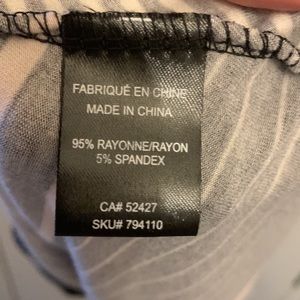 FABRIQUÉ EN CHINE
MADE IN CHINA
95% RAYONNE/RAYON
5% SPANDEX
CA# 52427
SKU# 794110